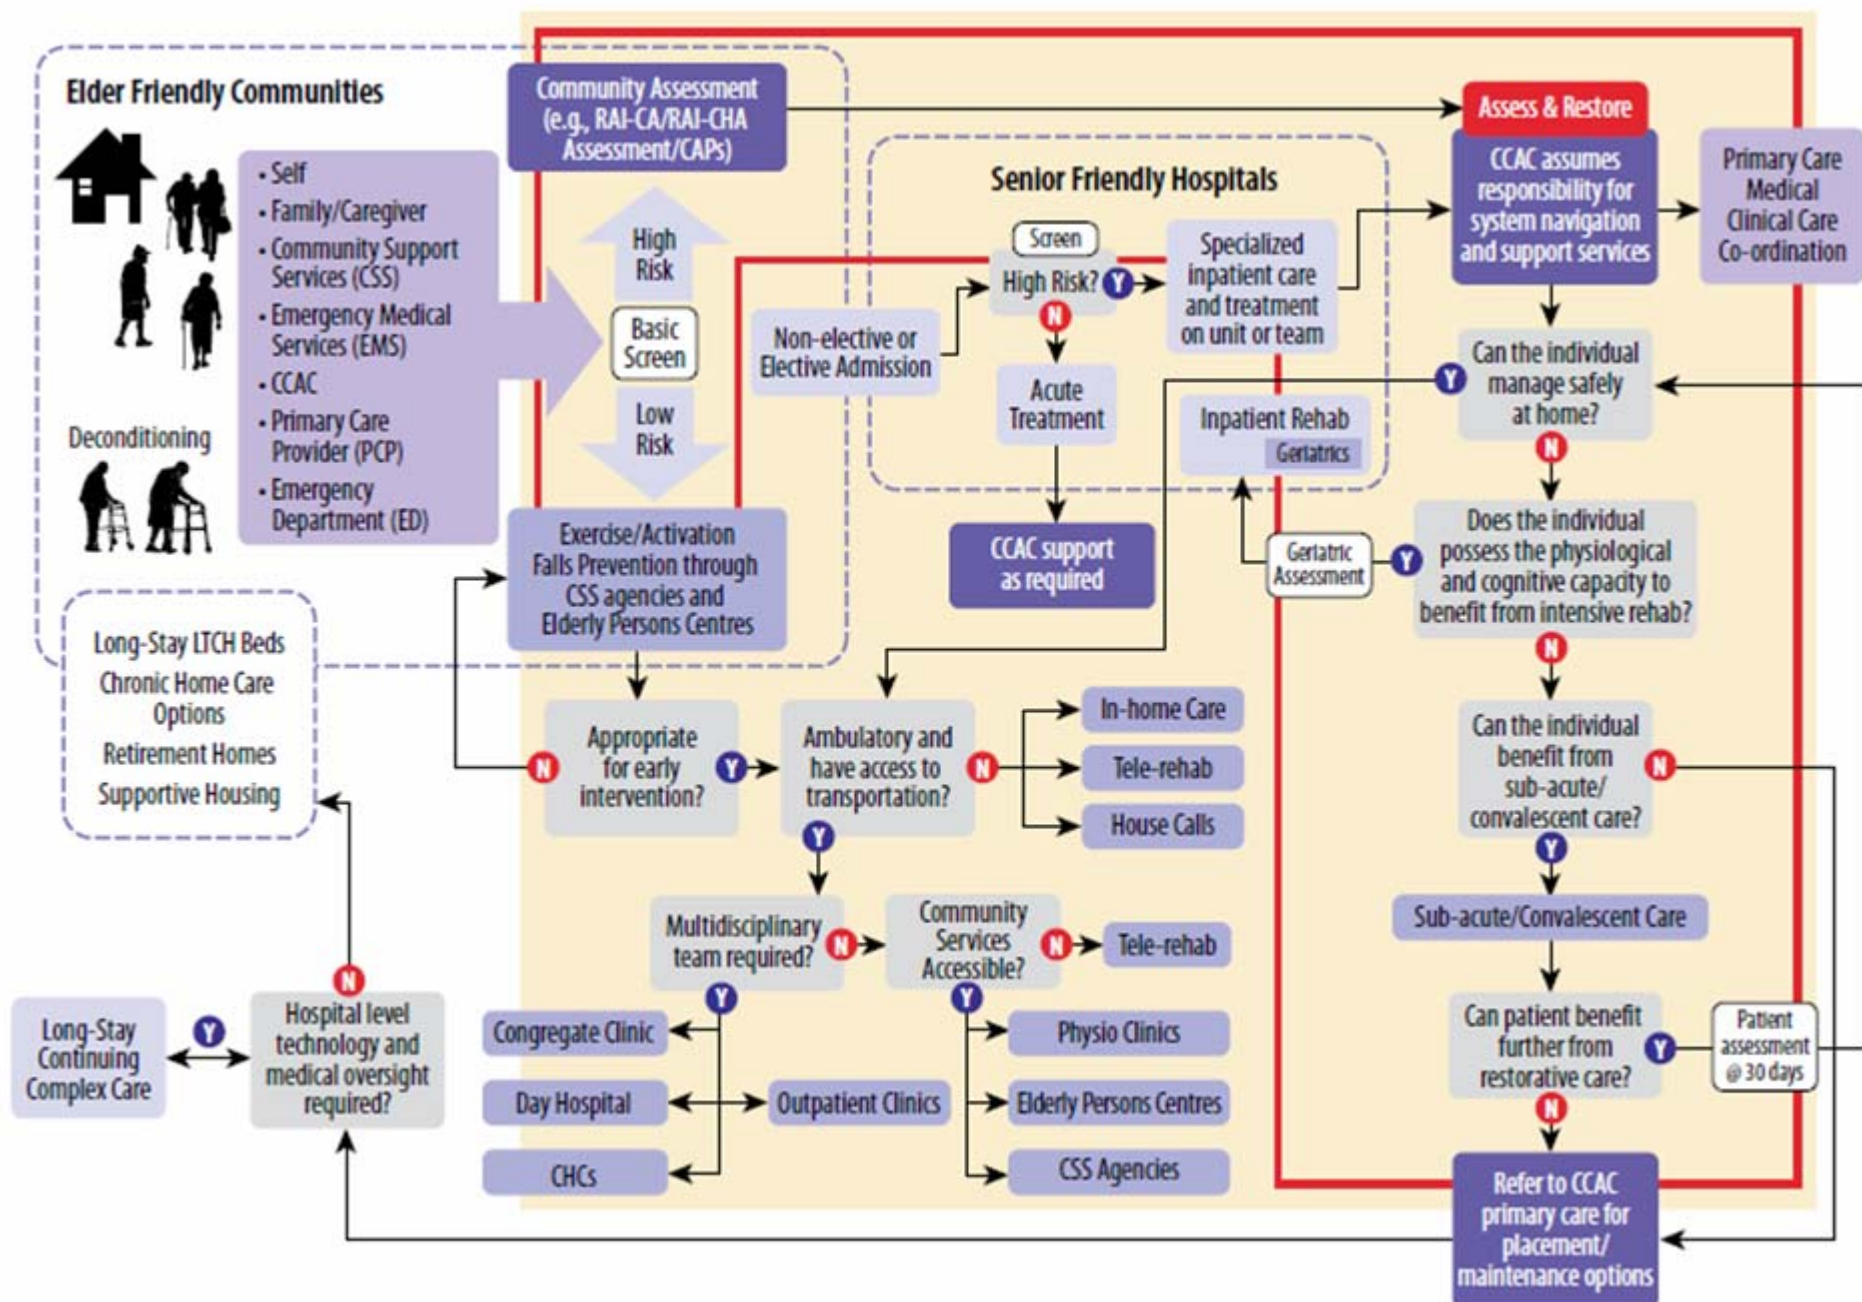 Elder Friendly Communities
• Self
• Family/Caregiver
• Community Support
Services (CSS)
• Emergency Medical
Services (EMS)
• CCAC
• Primary Care
Provider (PCP)
• Emergency
Department (ED)
Deconditioning
Community Assessment
(e.g., RAI-CA/RAI-CHA
Assessment/CAPs)
High
Risk
Basic
Screen
Low
Risk
Exercise/Activation
Falls Prevention through
CSS agencies and
Elderly Persons Centres
Long-Stay LTCH Beds
Chronic Home Care
Options
Retirement Homes
Supportive Housing
Senior Friendly Hospitals
Non-elective or
Elective Admission
Screen
High Risk?
Y
N
Acute
Treatment
CCAC support
as required
Specialized
inpatient care
and treatment
on unit or team
Inpatient Rehab
Geriatrics
Assess & Restore
CCAC assumes
responsibility for
system navigation
and support services
Primary Care
Medical
Clinical Care
Co-ordination
Can the individual
manage safely
at home?
Y
N
Does the individual
possess the physiological
and cognitive capacity to
benefit from intensive rehab?
Y
Geriatric
Assessment
N
Can the individual
benefit from
sub-acute/
convalescent care?
N
Y
Sub-acute/Convalescent Care
Can patient benefit
further from
restorative care?
Y
Patient
assessment
@ 30 days
N
Refer to CCAC
primary care for
placement/
maintenance options
Appropriate
for early
intervention?
N
Y
Ambulatory and
have access to
transportation?
N
In-home Care
Tele-rehab
House Calls
Y
Multidisciplinary
team required?
N
Community
Services
Accessible?
N
Tele-rehab
Y
Congregate Clinic
Day Hospital
Outpatient Clinics
CHCs
Y
Physio Clinics
Elderly Persons Centres
CSS Agencies
Hospital level
technology and
medical oversight
required?
N
Y
Long-Stay
Continuing
Complex Care